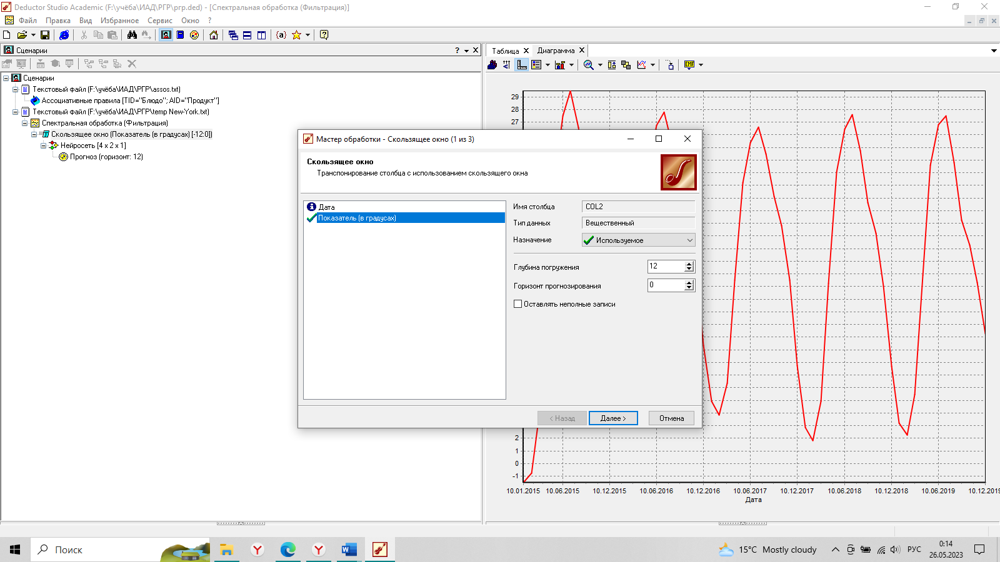 Deductor Studio Academic (F:\учёба\ИАД\РГР\ргр.ded) - [Спектральная обработка (Фильтрация)]
Файл Правка Вид Избранное Сервис Окно ?
Сценарии
Таблица Диаграмма
Сценарии
Текстовый файл (F:\учёба\ИАД\РГР\assos.txt)
Ассоциативные правила [TID="Блюдо"; AID="Продукт"]
Текстовый файл (F:\учёба\ИАД\РГР\temp New-York.txt)
Спектральная обработка (Фильтрация)
Скользящее окно (Показатель (в градусах) [-12:0])
Нейросеть [4 x 2 x 1]
Прогноз (горизонт: 12)
Мастер обработки - Скользящее окно (1 из 3)
Скользящее окно
Транспонирование столбца с использованием скользящего окна
Дата
Показатель (в градусах)
Имя столбца COL2
Тип данных Вещественный
Назначение Используемое
Глубина погружения 12
Горизонт прогнозирования 0
Оставлять неполные записи
< Назад Далее > Отмена
29
28
27
2
1
0
-1
10.01.2015 10.06.2015 10.12.2015 10.06.2016 10.12.2016 10.06.2017 10.12.2017 10.06.2018 10.12.2018 10.06.2019 10.12.2019
Дата
Поиск
15°C Mostly cloudy
РУС
0:14
26.05.2023